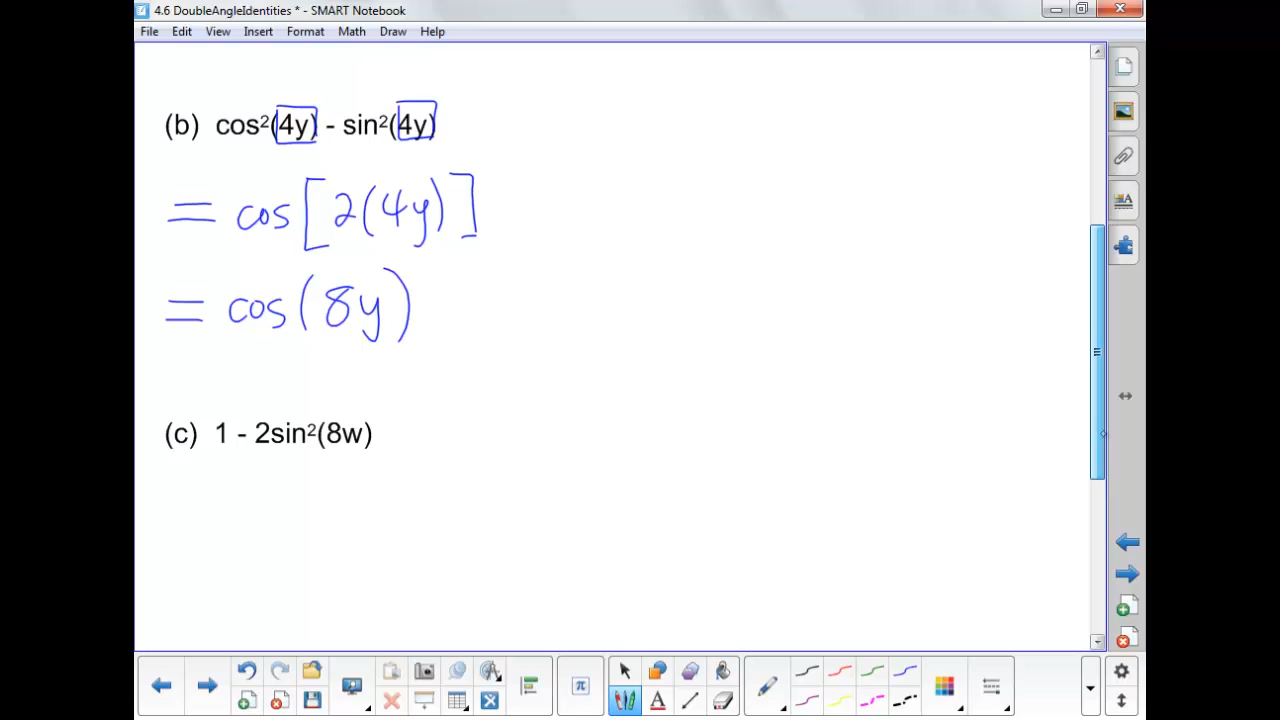 4.6 DoubleAngleIdentities * - SMART Notebook
File Edit View Insert Format Math Draw Help
(b) cos²(4y) - sin²(4y)
= cos[2(4y)]
= cos(8y)
(c) 1 - 2sin²(8w)